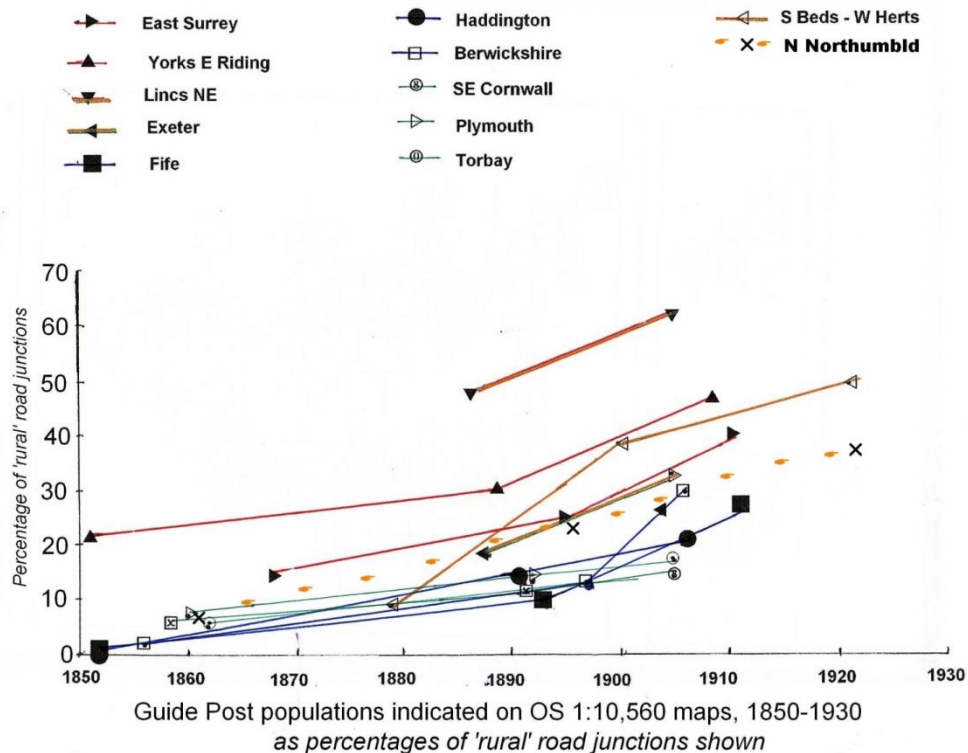 East Surrey
Yorks E Riding
Lincs NE
Exeter
Fife
Haddington
Berwickshire
SE Cornwall
Plymouth
Torbay
S Beds - W Herts
N Northumbld
Percentage of 'rural' road junctions
70
60
50
40
30
20
10
0
1850 1860 1870 1880 1890 1900 1910 1920 1930
Guide Post populations indicated on OS 1:10,560 maps, 1850-1930
as percentages of 'rural' road junctions shown